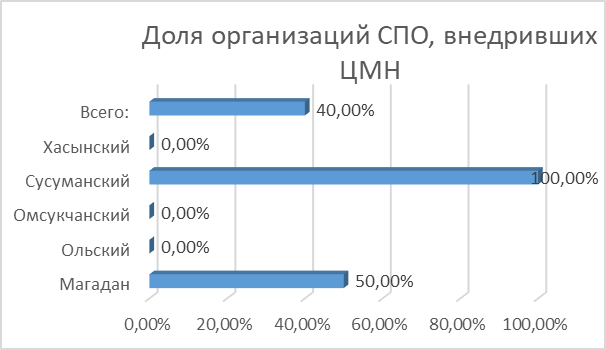 Доля организаций СПО, внедривших
ЦМН
Всего: 40,00%
Хасынский 0,00%
Сусуманский 100,00%
Омсукчанский 0,00%
Ольский 0,00%
Магадан 50,00%
0,00% 20,00% 40,00% 60,00% 80,00% 100,00%